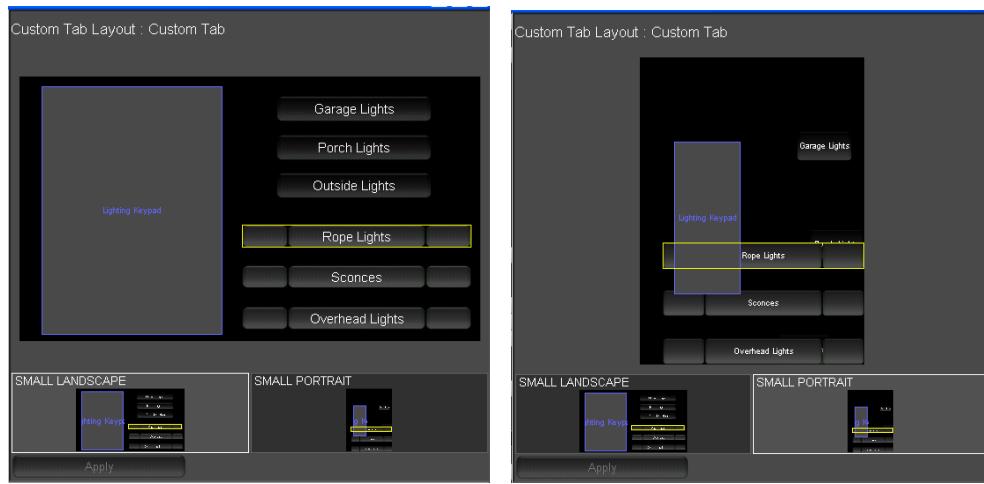 Custom Tab Layout : Custom Tab
Garage Lights
Porch Lights
Outside Lights
Lighting Keypad
Rope Lights
Sconces
Overhead Lights
SMALL LANDSCAPE
SMALL PORTRAIT
Apply
Custom Tab Layout : Custom Tab
Garage Lights
Lighting Keypad
Rope Lights
Sconces
Overhead Lights
SMALL LANDSCAPE
SMALL PORTRAIT
Apply